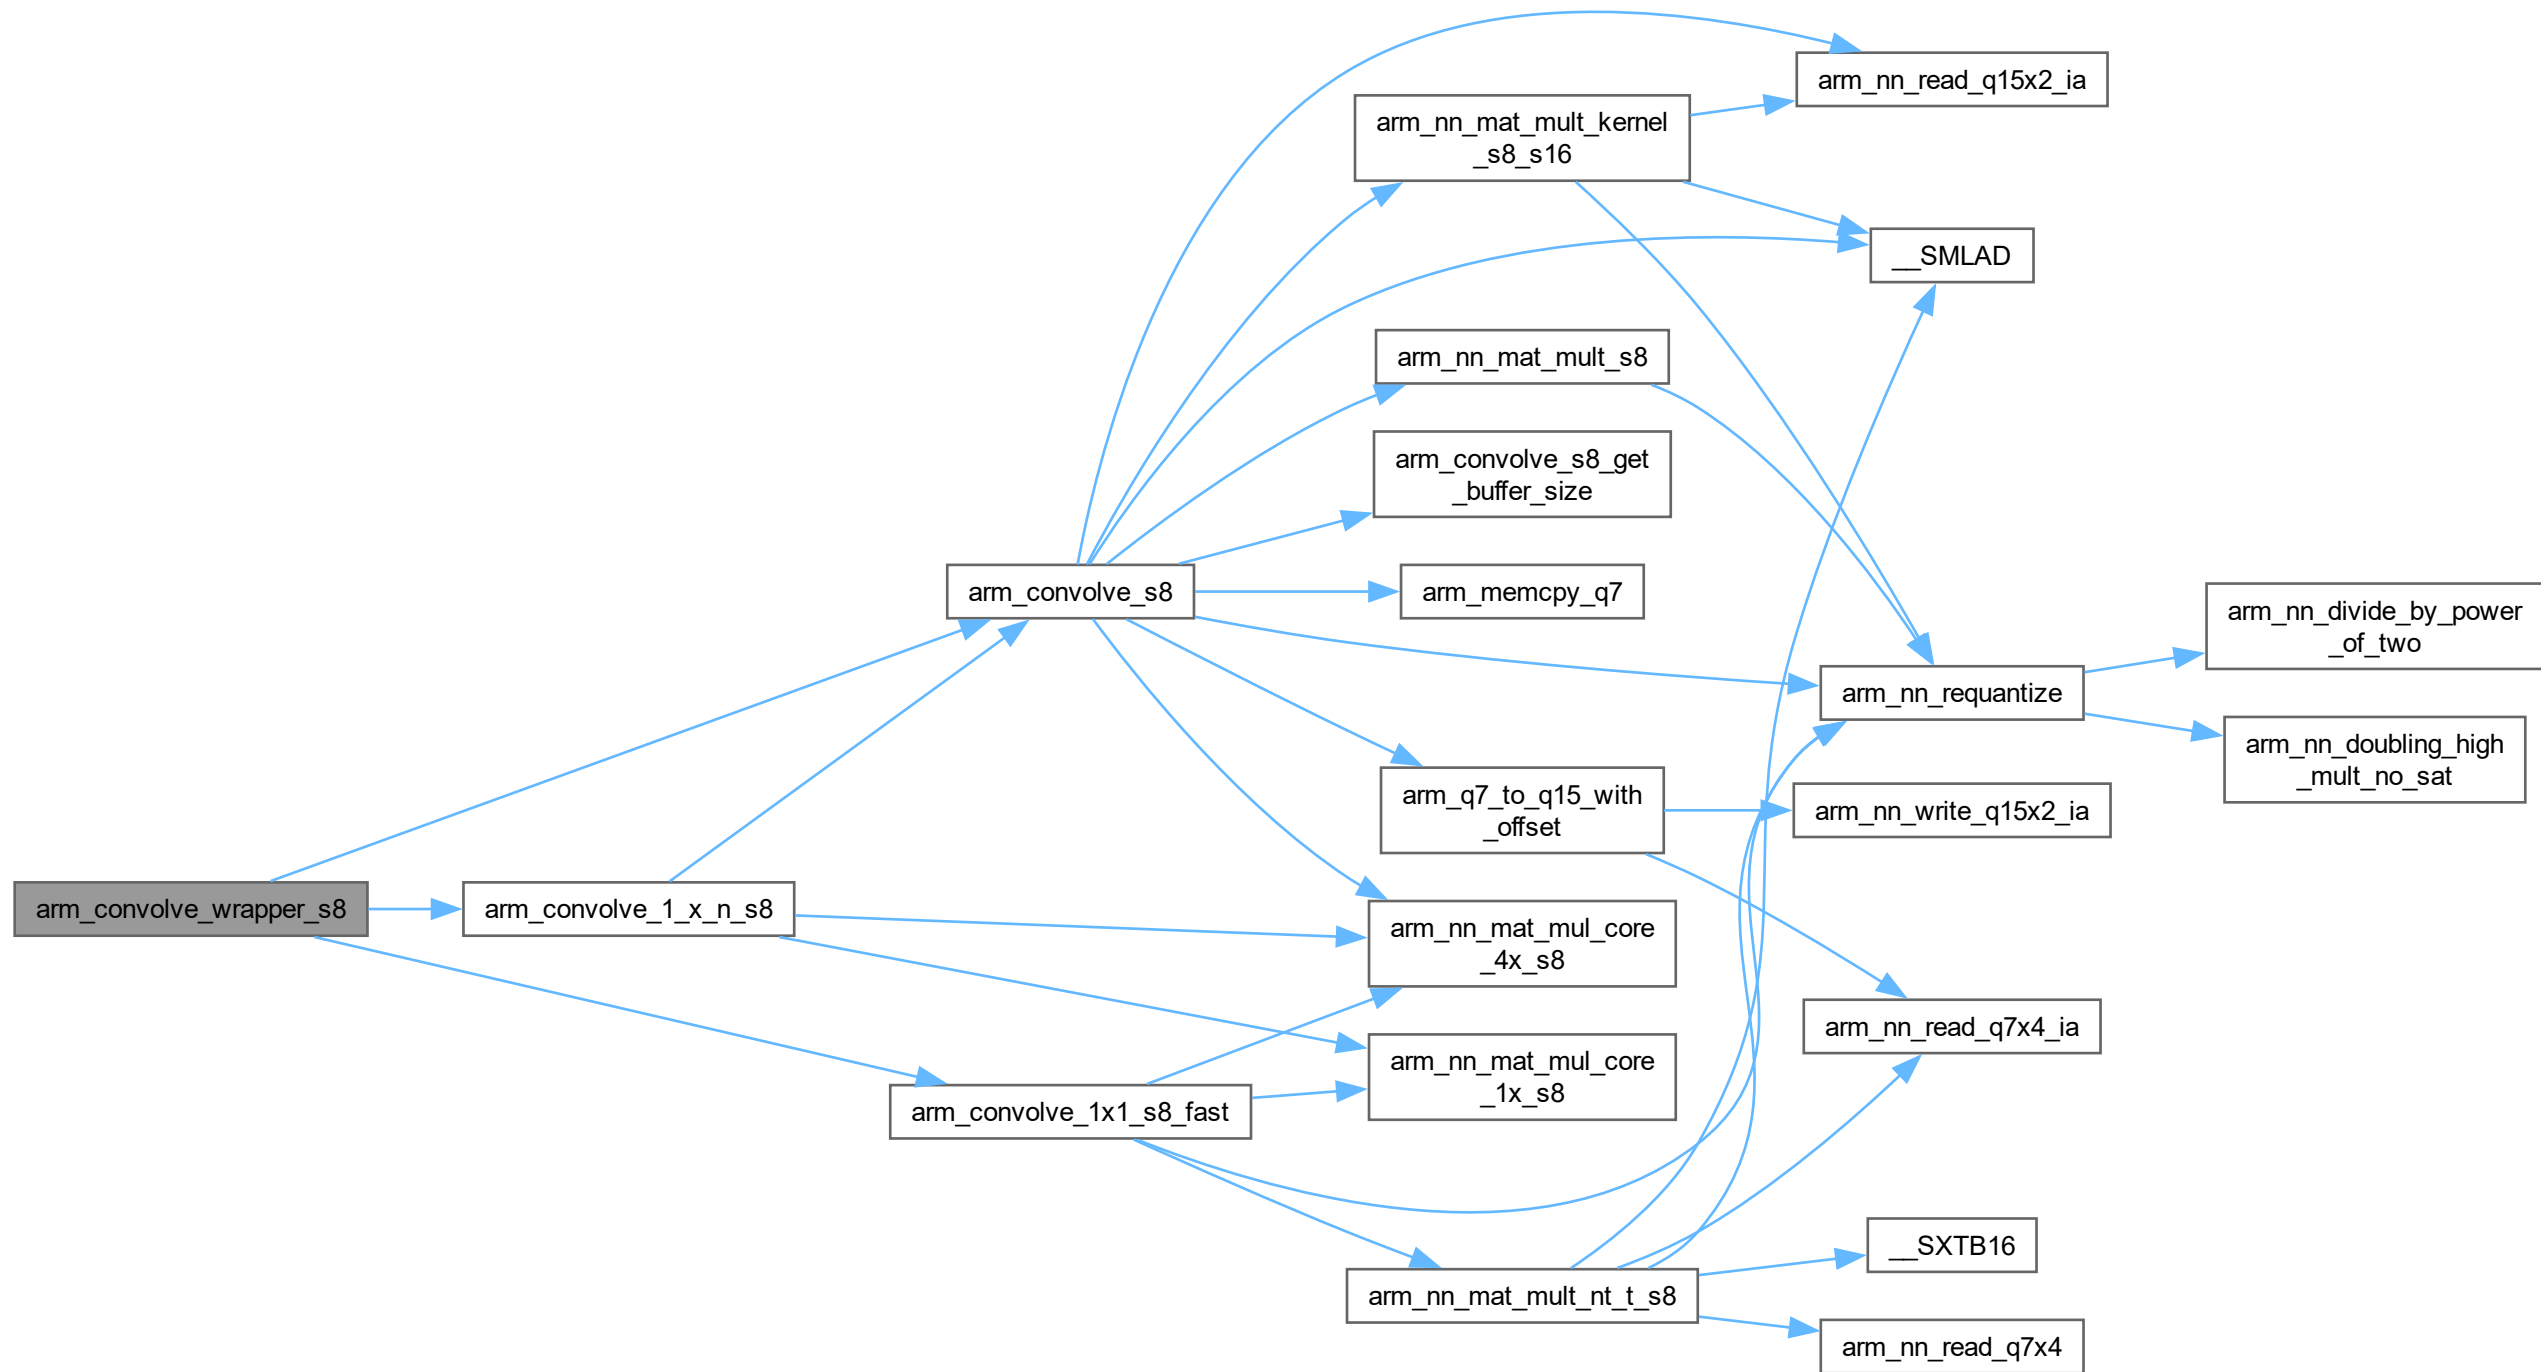 arm_nn_read_q15x2_ia
arm_nn_mat_mult_kernel
_s8_s16
__SMLAD
arm_nn_mat_mult_s8
arm_convolve_s8_get
_buffer_size
arm_convolve_s8
arm_memcpy_q7
arm_nn_divide_by_power
_of_two
arm_nn_requantize
arm_nn_doubling_high
_mult_no_sat
arm_q7_to_q15_with
_offset
arm_nn_write_q15x2_ia
arm_convolve_wrapper_s8
arm_convolve_1_x_n_s8
arm_nn_mat_mul_core
_4x_s8
arm_nn_read_q7x4_ia
arm_nn_mat_mul_core
_1x_s8
arm_convolve_1x1_s8_fast
__SXTB16
arm_nn_mat_mult_nt_t_s8
arm_nn_read_q7x4